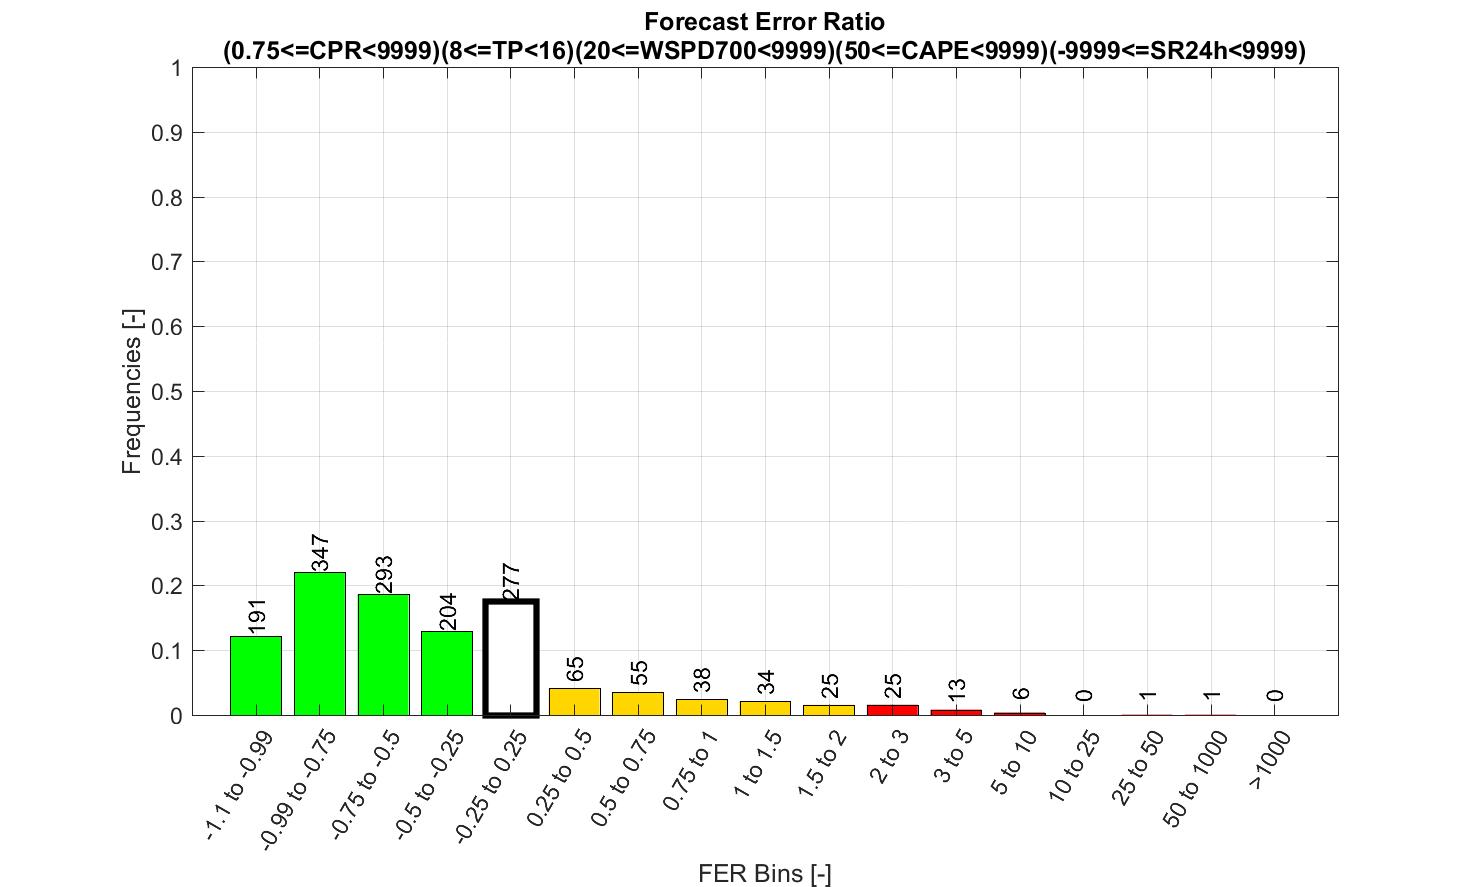 Forecast Error Ratio
(0.75<=CPR<9999)(8<=TP<16)(20<=WSPD700<9999)(50<=CAPE<9999)(-9999<=SR24h<9999)
1
0.9
0.8
0.7
0.6
0.5
0.4
0.3
0.2
0.1
0
Frequencies [-]
191
347
293
204
277
65
55
38
34
25
25
13
6
0
1
1
0
-1.1 to -0.99
-0.99 to -0.75
-0.75 to -0.5
-0.5 to -0.25
-0.25 to 0.25
0.25 to 0.5
0.5 to 0.75
0.75 to 1
1 to 1.5
1.5 to 2
2 to 3
3 to 5
5 to 10
10 to 25
25 to 50
50 to 1000
>1000
FER Bins [-]